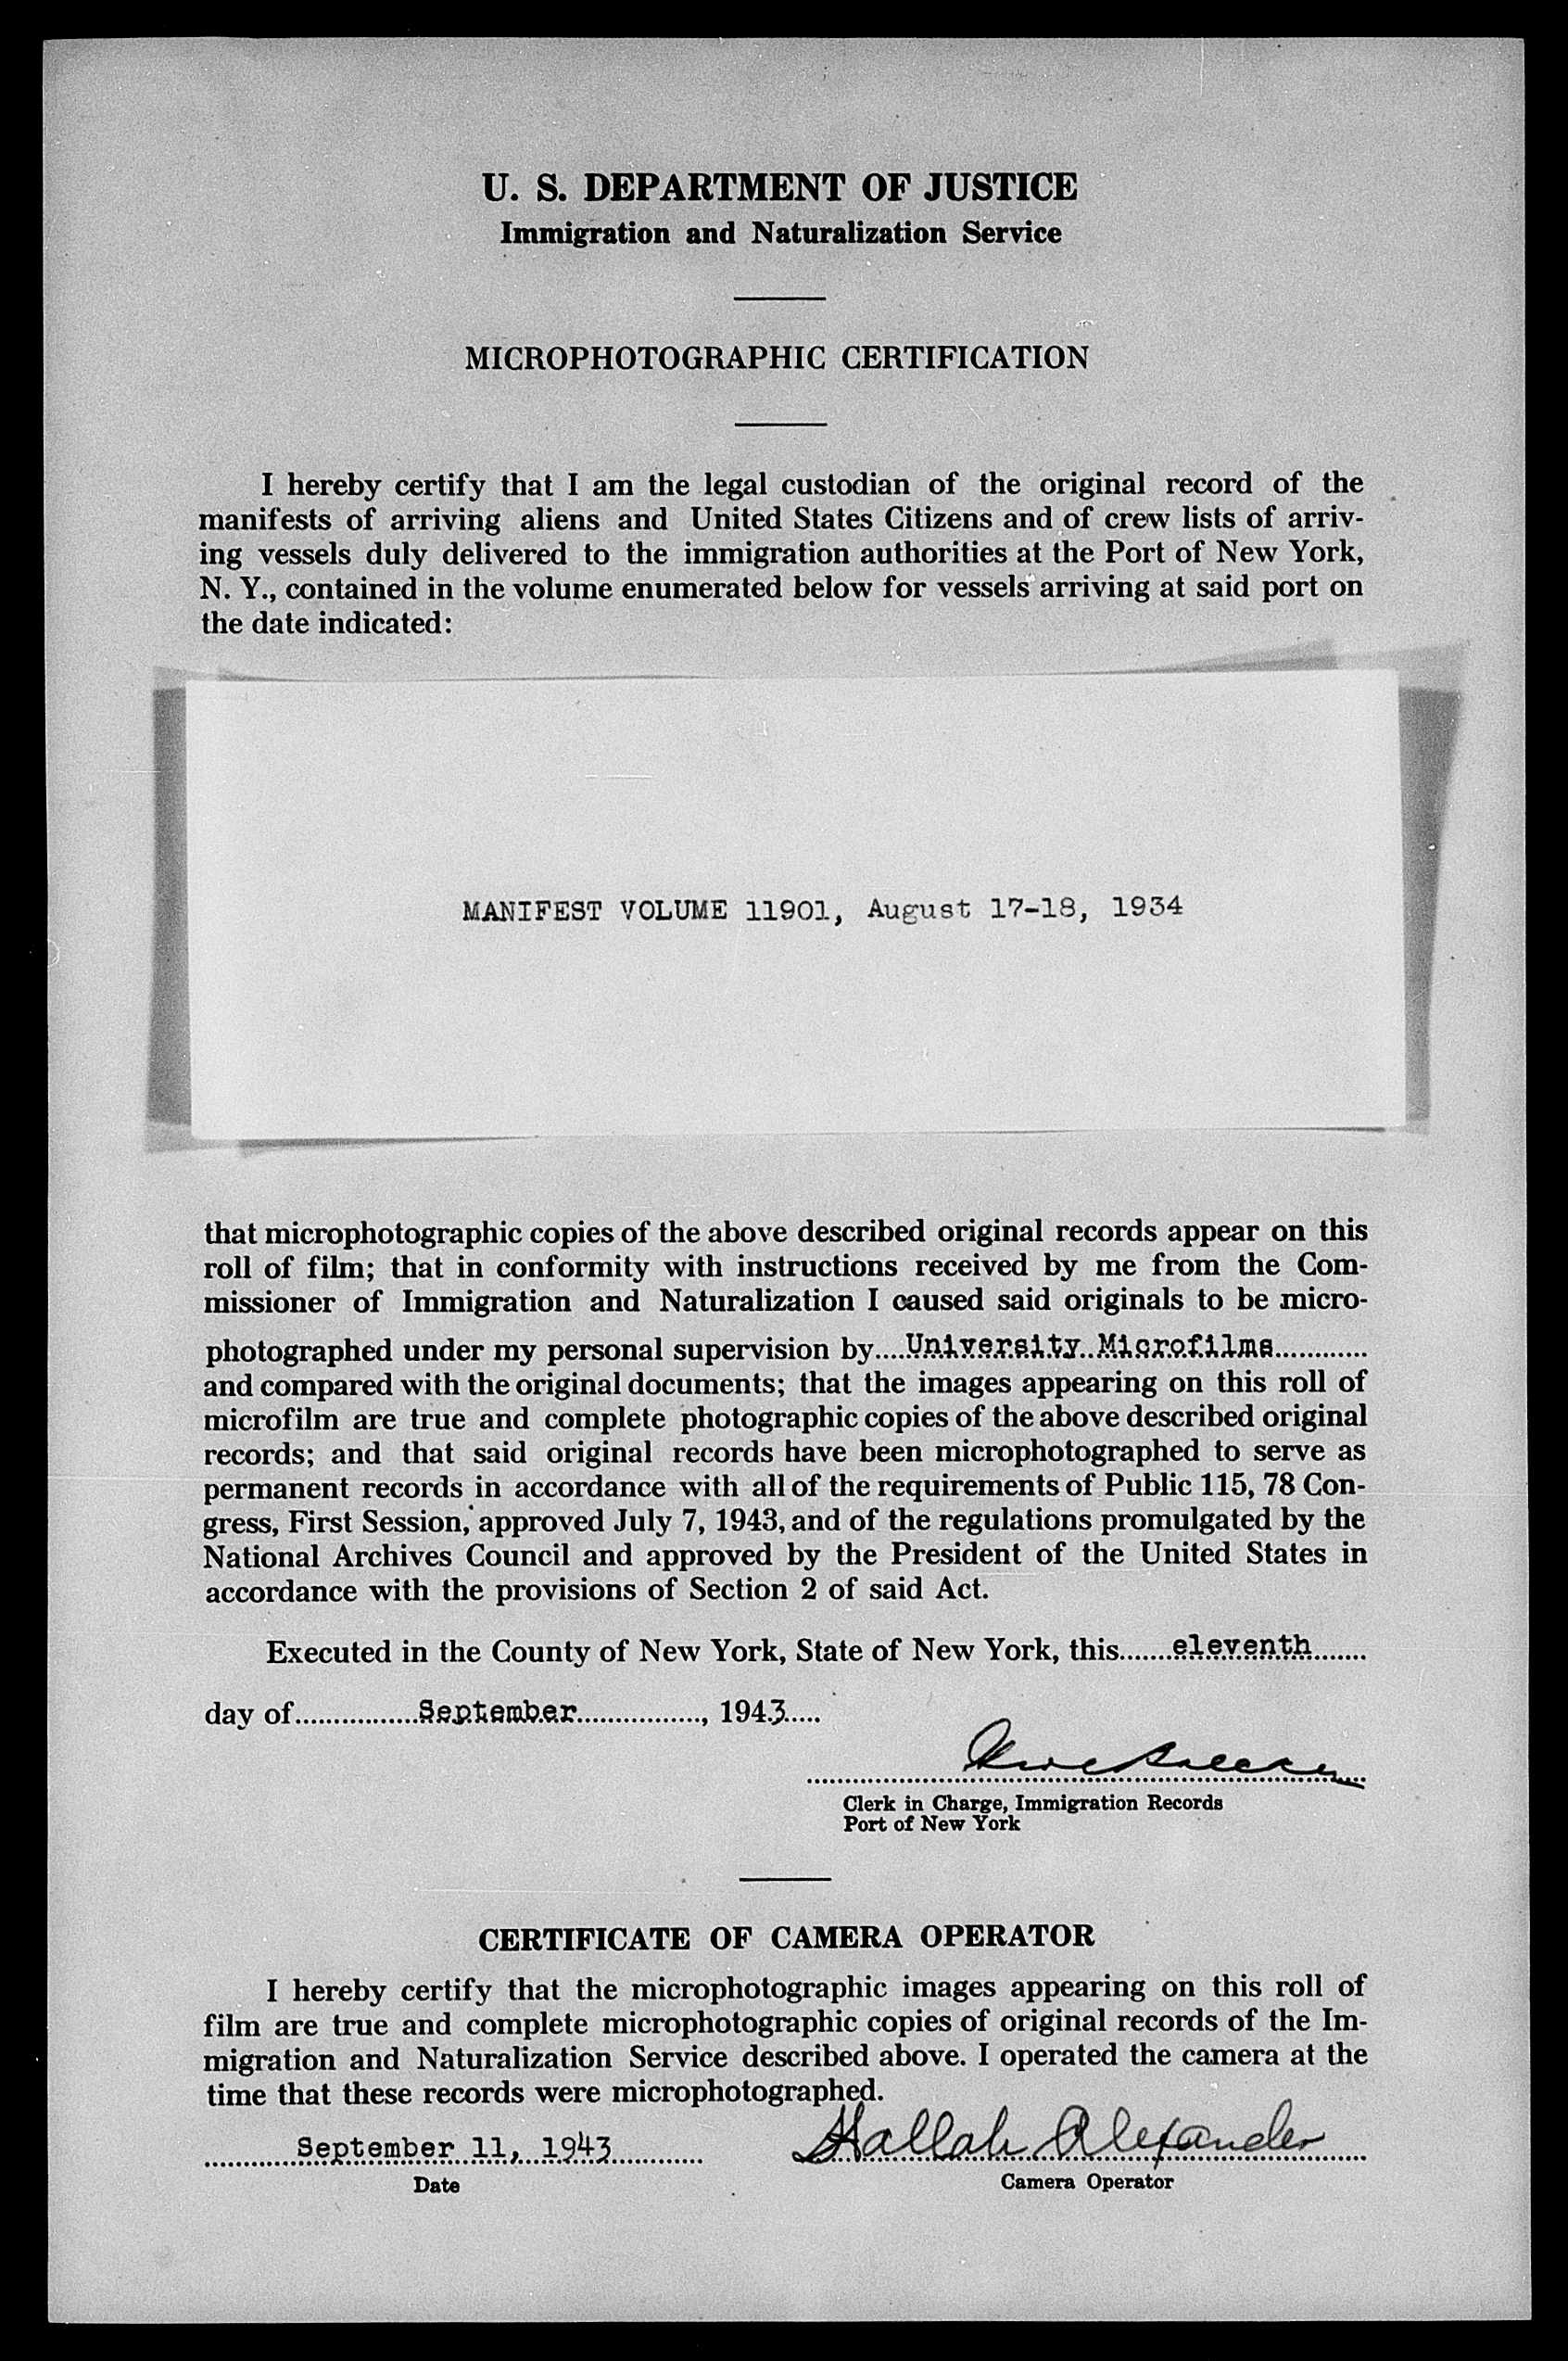 U. S. DEPARTMENT OF JUSTICE
Immigration and Naturalization Service
MICROPHOTOGRAPHIC CERTIFICATION
I hereby certify that I am the legal custodian of the original record of the
manifests of arriving aliens and United States Citizens and of crew lists of arriv-
ing vessels duly delivered to the immigration authorities at the Port of New York,
N. Y., contained in the volume enumerated below for vessels arriving at said port on
the date indicated:
MANIFEST VOLUME 11901, August 17-18, 1934
that microphotographic copies of the above described original records appear on this
roll of film; that in conformity with instructions received by me from the Com-
missioner of Immigration and Naturalization I caused said originals to be micro-
photographed under my personal supervision by....University Microfilms............
and compared with the original documents; that the images appearing on this roll of
microfilm are true and complete photographic copies of the above described original
records; and that said original records have been microphotographed to serve as
permanent records in accordance with all of the requirements of Public 115, 78 Con-
gress, First Session, approved July 7, 1943, and of the regulations promulgated by the
National Archives Council and approved by the President of the United States in
accordance with the provisions of Section 2 of said Act.
Executed in the County of New York, State of New York, this.......eleventh.......
day of................September................, 1943.....
Clerk in Charge, Immigration Records
Port of New York
CERTIFICATE OF CAMERA OPERATOR
I hereby certify that the microphotographic images appearing on this roll of
film are true and complete microphotographic copies of original records of the Im-
migration and Naturalization Service described above. I operated the camera at the
time that these records were microphotographed.
September 11, 1943 Hallah Alexander
Date Camera Operator